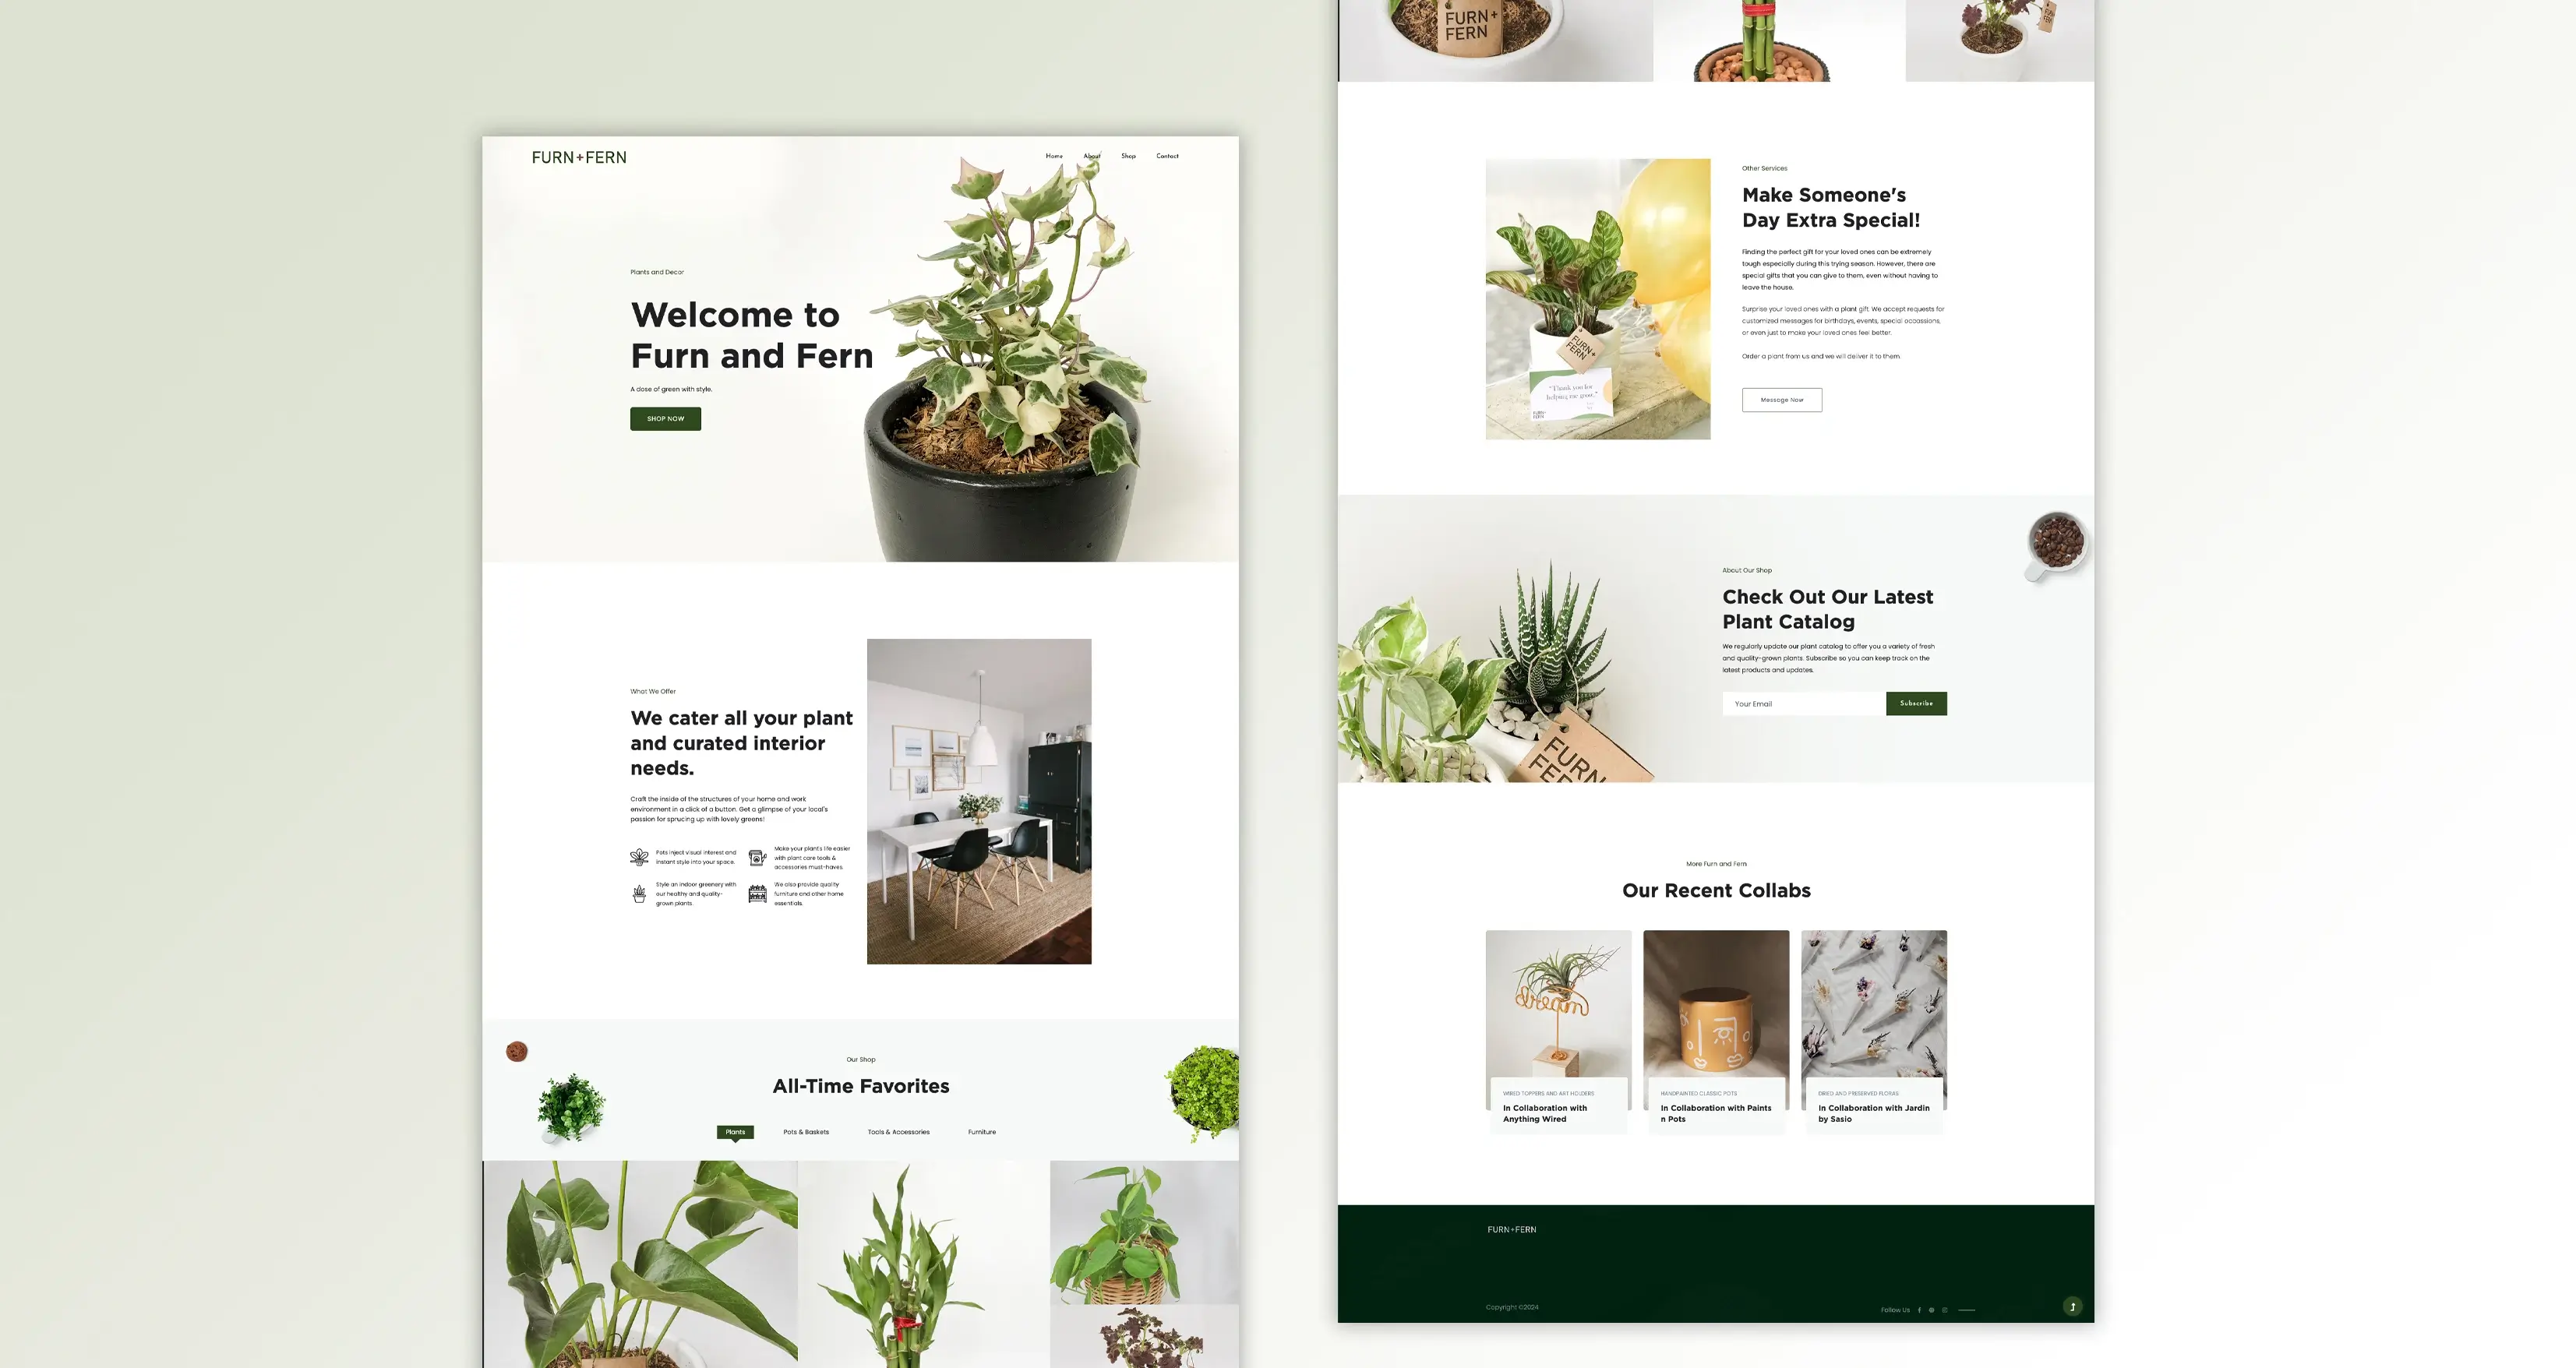 FURN+FERN
Home About Shop Contact
Plants and Decor
Welcome to
Furn and Fern
A dose of green with style.
SHOP NOW
What We Offer
We cater all your plant
and curated interior
needs.
Craft the inside of the structures of your home and work
environment in a click of a button. Get a glimpse of your local's
passion for sprucing up with lovely greens!
Pots inject visual interest and
instant style into your space.
Make your plant's life easier
with plant care tools &
accessories must-haves.
Style an indoor greenery with
our healthy and quality-
grown plants.
We also provide quality
furniture and other home
essentials.
Our Shop
All-Time Favorites
Plants Pots & Baskets Tools & Accessories Furniture
FURN+
FERN
Other Services
Make Someone's
Day Extra Special!
Finding the perfect gift for your loved ones can be extremely
tough especially during this trying season. However, there are
special gifts that you can give to them, even without having to
leave the house.
Surprise your loved ones with a plant gift. We accept requests for
customized messages for birthdays, events, special occassions,
or even just to make your loved ones feel better.
Order a plant from us and we will deliver it to them.
Message Now
FURN+
FERN
"Thank you for
helping me grow."
About Our Shop
Check Out Our Latest
Plant Catalog
We regularly update our plant catalog to offer you a variety of fresh
and quality-grown plants. Subscribe so you can keep track on the
latest products and updates.
Your Email
Subscribe
FURN
FER
More Furn and Fern
Our Recent Collabs
dream
WIRED TOPPERS AND ART HOLDERS
In Collaboration with
Anything Wired
HANDPAINTED CLASSIC POTS
In Collaboration with Paints
n Pots
DRIED AND PRESERVED FLORAS
In Collaboration with Jardin
by Sasio
FURN+FERN
Copyright ©2024
Follow Us